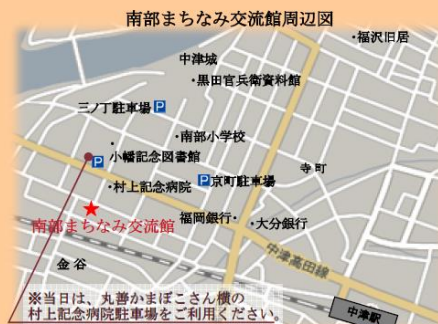 南部まちなみ交流館周辺図
・福沢旧居
中津城
・黒田官兵衛資料館
三ノ丁駐車場 P
・南部小学校
P 小幡記念図書館
寺町
・村上記念病院
P 京町駐車場
南部まちなみ交流館
福岡銀行・
・大分銀行
中津高田線
金谷
中津駅
※当日は、丸善かまぼこさん横の
村上記念病院駐車場をご利用ください。